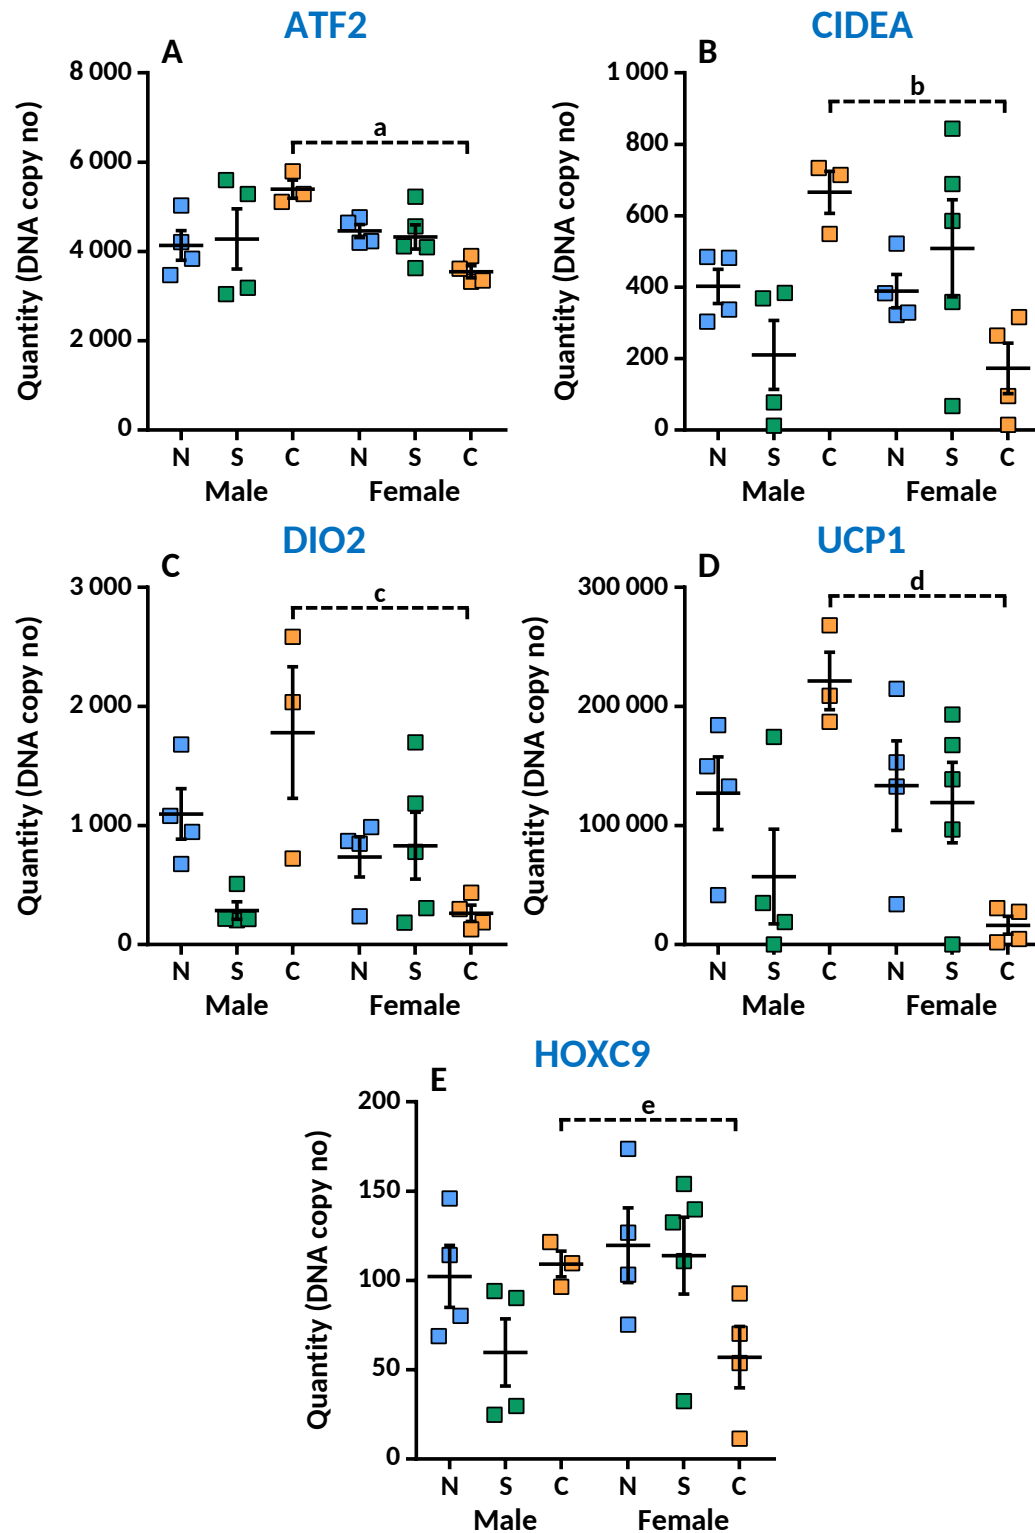 ATF2
A
Quantity (DNA copy no)
8 000
6 000
4 000
2 000
0
a
N S C N S C
Male Female
CIDEA
B
Quantity (DNA copy no)
1 000
800
600
400
200
0
b
N S C N S C
Male Female
DIO2
C
Quantity (DNA copy no)
3 000
2 000
1 000
0
c
N S C N S C
Male Female
UCP1
D
Quantity (DNA copy no)
300 000
200 000
100 000
0
d
N S C N S C
Male Female
HOXC9
E
Quantity (DNA copy no)
200
150
100
50
0
e
N S C N S C
Male Female